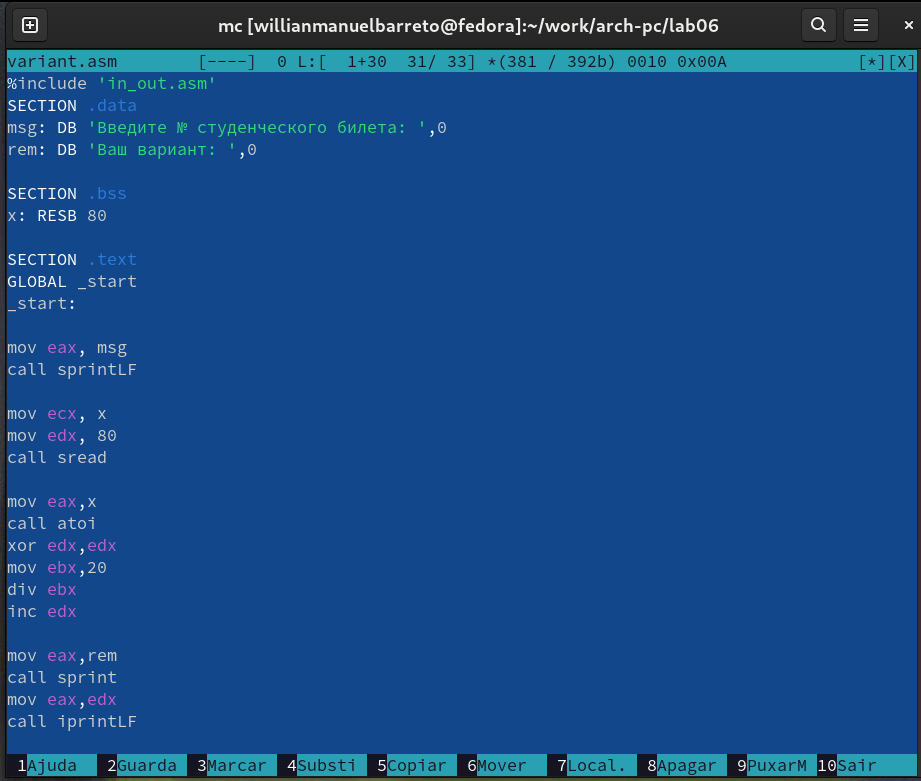 mc [willianmanuelbarreto@fedora]:~/work/arch-pc/lab06
variant.asm [----] 0 L:[ 1+30 31/ 33] *(381 / 392b) 0010 0x00A [*][X]
%include 'in_out.asm'
SECTION .data
msg: DB 'Введите № студенческого билета: ',0
rem: DB 'Ваш вариант: ',0
SECTION .bss
x: RESB 80
SECTION .text
GLOBAL _start
_start:
mov eax, msg
call sprintLF
mov ecx, x
mov edx, 80
call sread
mov eax,x
call atoi
xor edx,edx
mov ebx,20
div ebx
inc edx
mov eax,rem
call sprint
mov eax,edx
call iprintLF
1Ajuda 2Guarda 3Marcar 4Substi 5Copiar 6Mover 7Local. 8Apagar 9PuxarM 10Sair